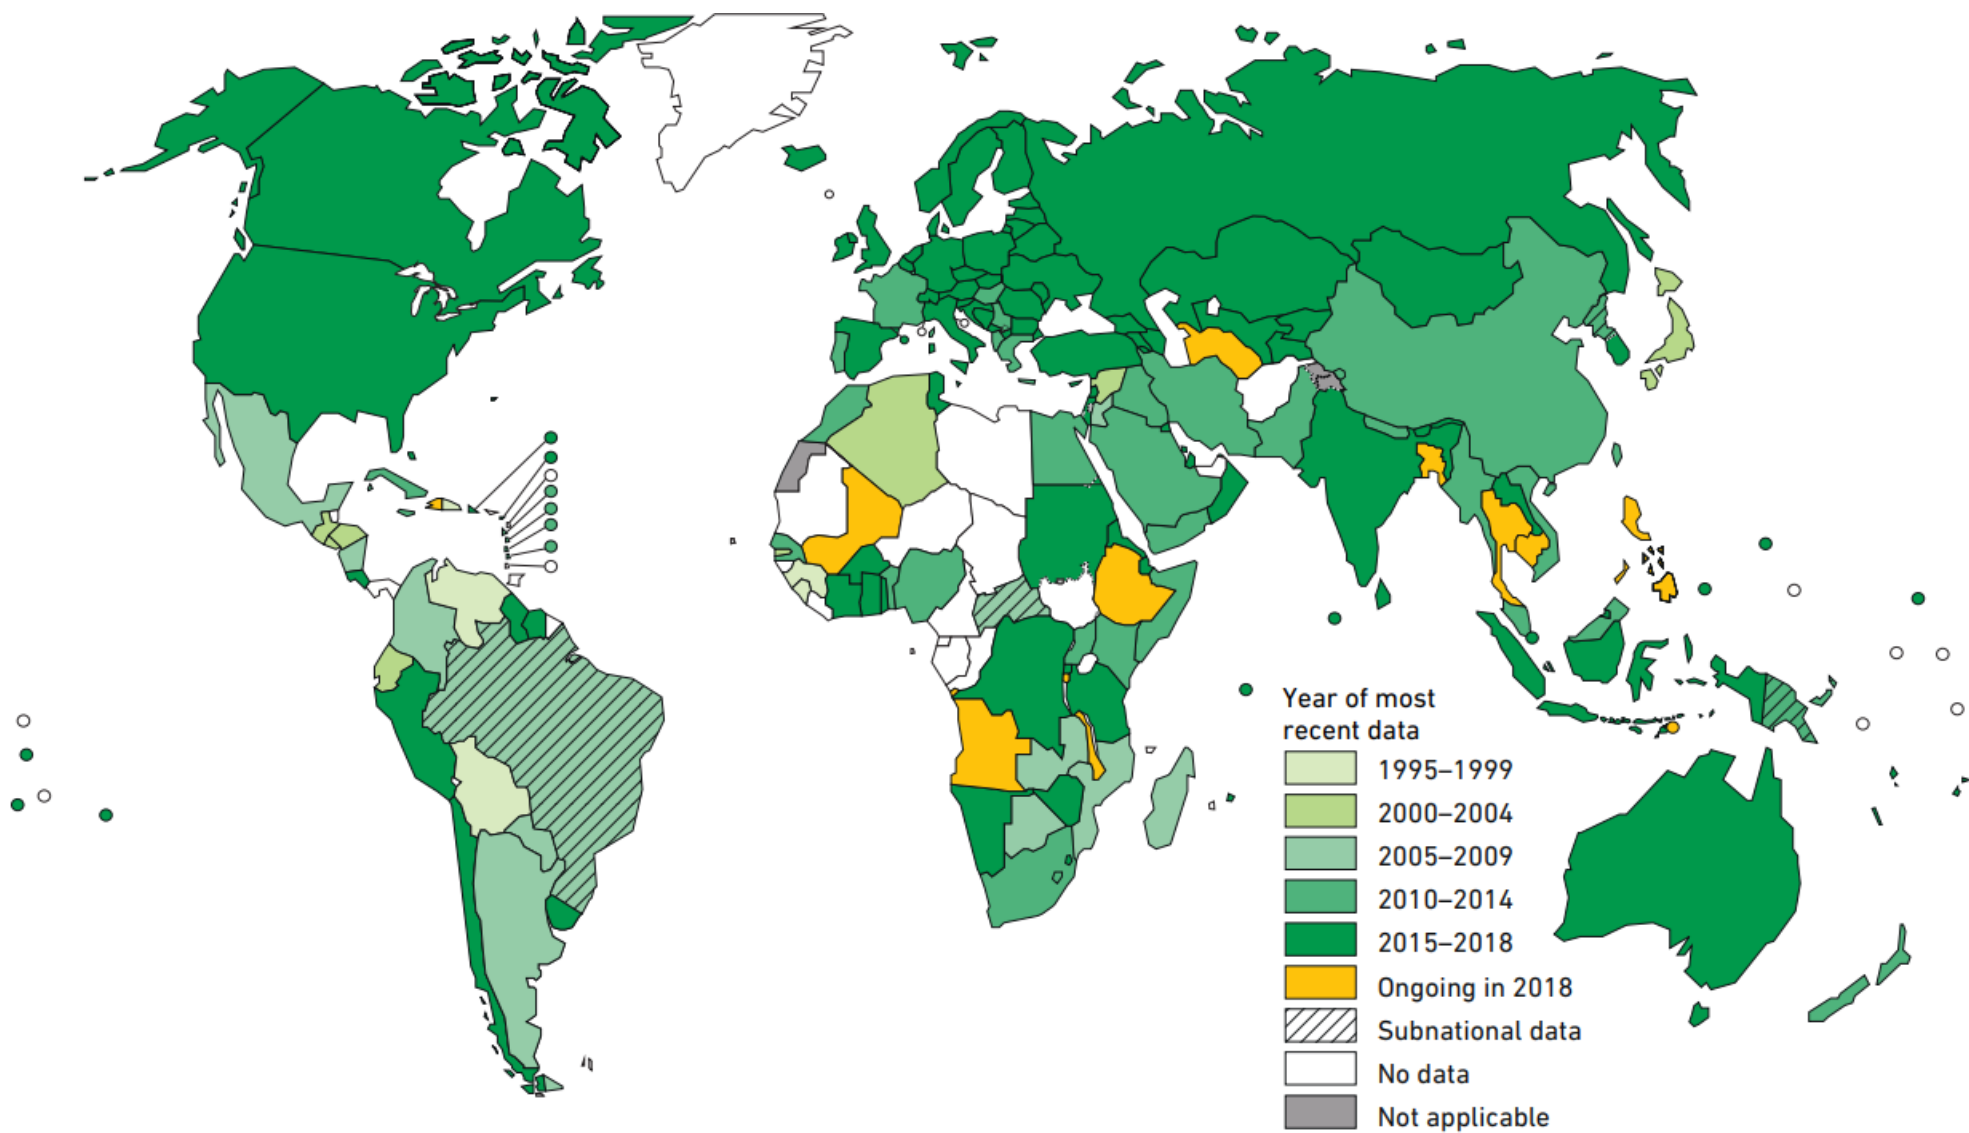 Year of most
recent data
1995–1999
2000–2004
2005–2009
2010–2014
2015–2018
Ongoing in 2018
Subnational data
No data
Not applicable